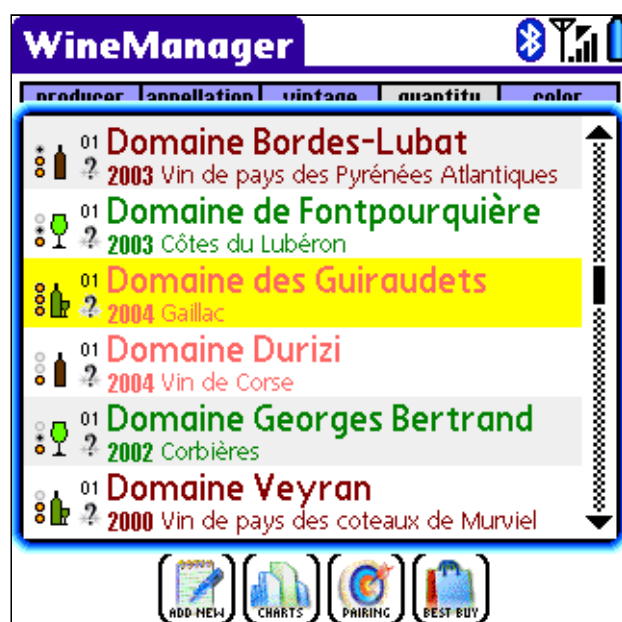 WineManager
producer appellation vintage quantity color
01 Domaine Bordes-Lubat
? 2003 Vin de pays des Pyrénées Atlantiques
01 Domaine de Fontpourquière
? 2003 Côtes du Lubéron
01 Domaine des Guiraudets
? 2004 Gaillac
01 Domaine Durizi
? 2004 Vin de Corse
01 Domaine Georges Bertrand
? 2002 Corbières
01 Domaine Veyran
? 2000 Vin de pays des coteaux de Murviel
ADD NEW CHARTS PAIRING BEST BUY